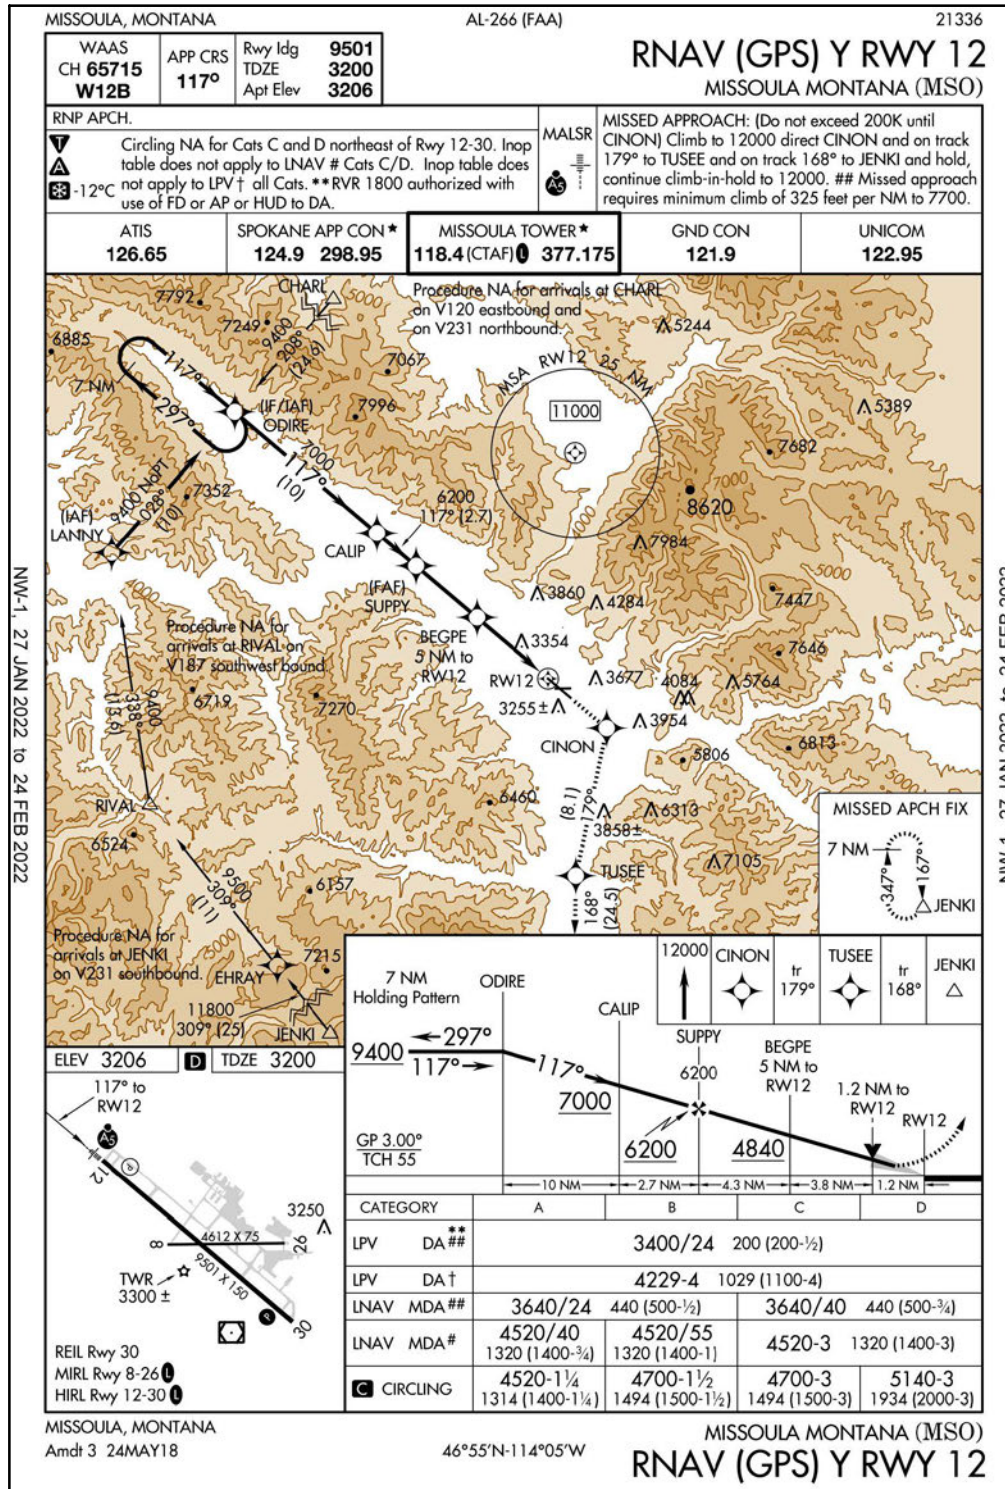 MISSOULA, MONTANA
AL-266 (FAA)
21336
WAAS
CH 65715
W12B
APP CRS
117°
Rwy ldg 9501
TDZE 3200
Apt Elev 3206
RNAV (GPS) Y RWY 12
MISSOULA MONTANA (MSO)
RNP APCH.
T
A
-12°C
Circling NA for Cats C and D northeast of Rwy 12-30. Inop
table does not apply to LNAV # Cats C/D. Inop table does
not apply to LPV † all Cats. **RVR 1800 authorized with
use of FD or AP or HUD to DA.
MALSR
A5
MISSED APPROACH: (Do not exceed 200K until
CINON) Climb to 12000 direct CINON and on track
179° to TUSEE and on track 168° to JENKI and hold,
continue climb-in-hold to 12000. ## Missed approach
requires minimum climb of 325 feet per NM to 7700.
ATIS
126.65
SPOKANE APP CON★
124.9 298.95
MISSOULA TOWER★
118.4 (CTAF) L 377.175
GND CON
121.9
UNICOM
122.95
7792
CHARL
Procedure NA for arrivals at CHARL
on V120 eastbound and
on V231 northbound.
7249
9400
208°
(24.6)
5244
6885
7067
7 NM
117°
297°
(IF/IAF)
ODIRE
7996
MSA RW12 25 NM
11000
5389
7682
7000
117°
(10)
7000
8620
9400 NoPT
028°
(10)
7352
(IAF)
LANNY
6200
117° (2.7)
CALIP
7984
(FAF)
SUPPY
3860
4284
5000
7447
4000
Procedure NA for
arrivals at RIVAL on
V187 southwest bound
BEGPE
5 NM to
RW12
3354
7646
RW12
3677
4084
5764
3255±
6719
7270
9400
338°
(13.6)
3954
CINON
5806
6813
RIVAL
6460
(8.1)
179°
3858±
6313
6524
7105
TUSEE
168°
(24.5)
MISSED APCH FIX
7 NM
347°
167°
JENKI
9500
309°
(11)
6157
Procedure NA for
arrivals at JENKI
on V231 southbound.
EHRAY
7215
11800
309° (25)
JENKI
7 NM
Holding Pattern
ODIRE
CALIP
12000
CINON
tr
179°
TUSEE
tr
168°
JENKI
SUPPY
6200
BEGPE
5 NM to
RW12
1.2 NM to
RW12
RW12
9400
297°
117°
117°
7000
6200
4840
GP 3.00°
TCH 55
10 NM
2.7 NM
4.3 NM
3.8 NM
1.2 NM
ELEV 3206
D
TDZE 3200
117° to
RW12
A5
P
12
3250
8
4612 X 75
26
9501 X 150
TWR
3300 ±
P
30
REIL Rwy 30
MIRL Rwy 8-26 L
HIRL Rwy 12-30 L
CATEGORY A B C D
LPV DA **## 3400/24 200 (200-½)
LPV DA † 4229-4 1029 (1100-4)
LNAV MDA ## 3640/24 440 (500-½) 3640/40 440 (500-¾)
LNAV MDA # 4520/40 4520/55 4520-3 1320 (1400-3)
1320 (1400-¾) 1320 (1400-1)
C CIRCLING 4520-1¼ 4700-1½ 4700-3 5140-3
1314 (1400-1¼) 1494 (1500-1½) 1494 (1500-3) 1934 (2000-3)
MISSOULA, MONTANA
Amdt 3 24MAY18
46°55'N-114°05'W
MISSOULA MONTANA (MSO)
RNAV (GPS) Y RWY 12
NW-1, 27 JAN 2022 to 24 FEB 2022